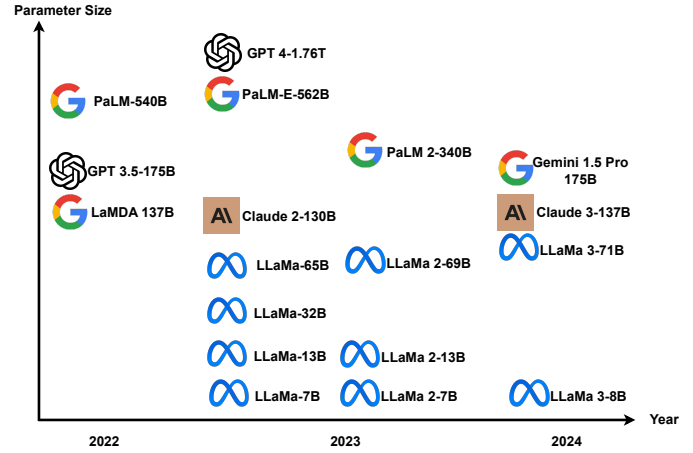 Parameter Size
GPT 4-1.76T
PaLM-540B
PaLM-E-562B
PaLM 2-340B
GPT 3.5-175B
Gemini 1.5 Pro
175B
LaMDA 137B
Claude 2-130B
Claude 3-137B
LLaMa-65B
LLaMa 2-69B
LLaMa 3-71B
LLaMa-32B
LLaMa-13B
LLaMa 2-13B
LLaMa-7B
LLaMa 2-7B
LLaMa 3-8B
Year
2022
2023
2024